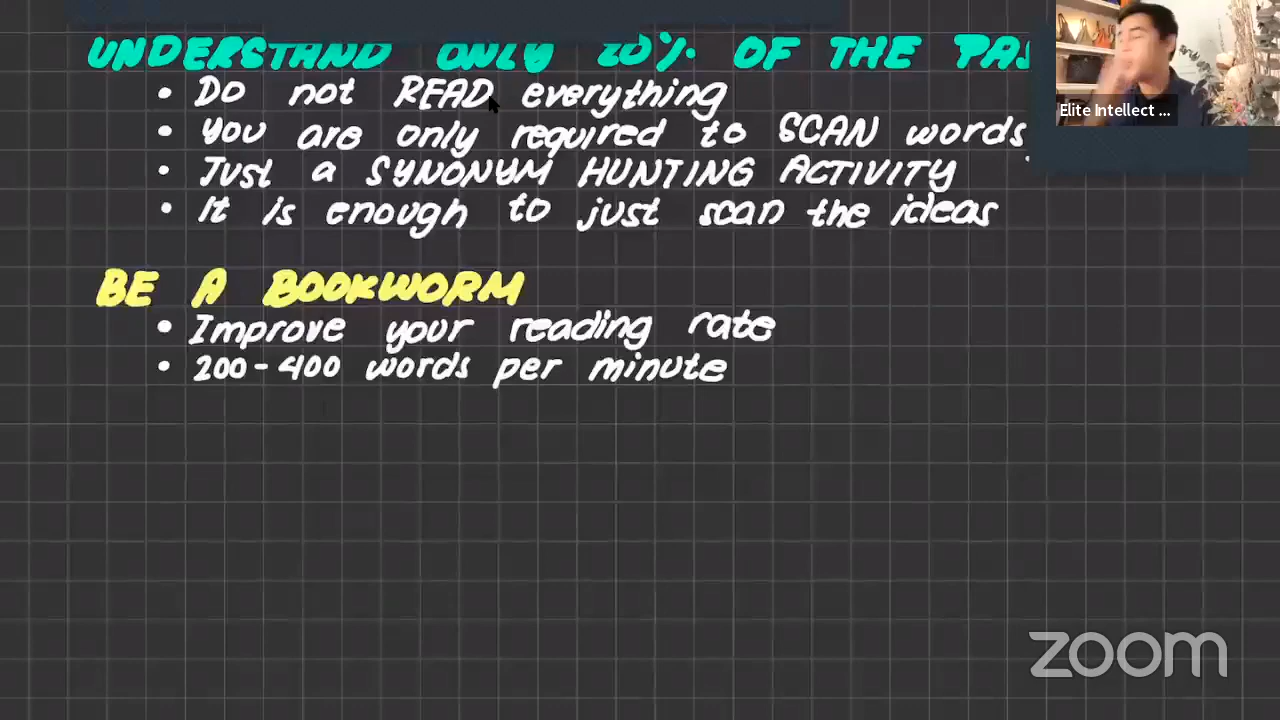 UNDERSTAND ONLY 20% OF THE
• Do not READ everything
• You are only required to SCAN words
• Just a SYNONYM HUNTING ACTIVITY
• It is enough to just scan the ideas
BE A BOOKWORM
• Improve your reading rate
• 200-400 words per minute
Elite Intellect ...
zoom